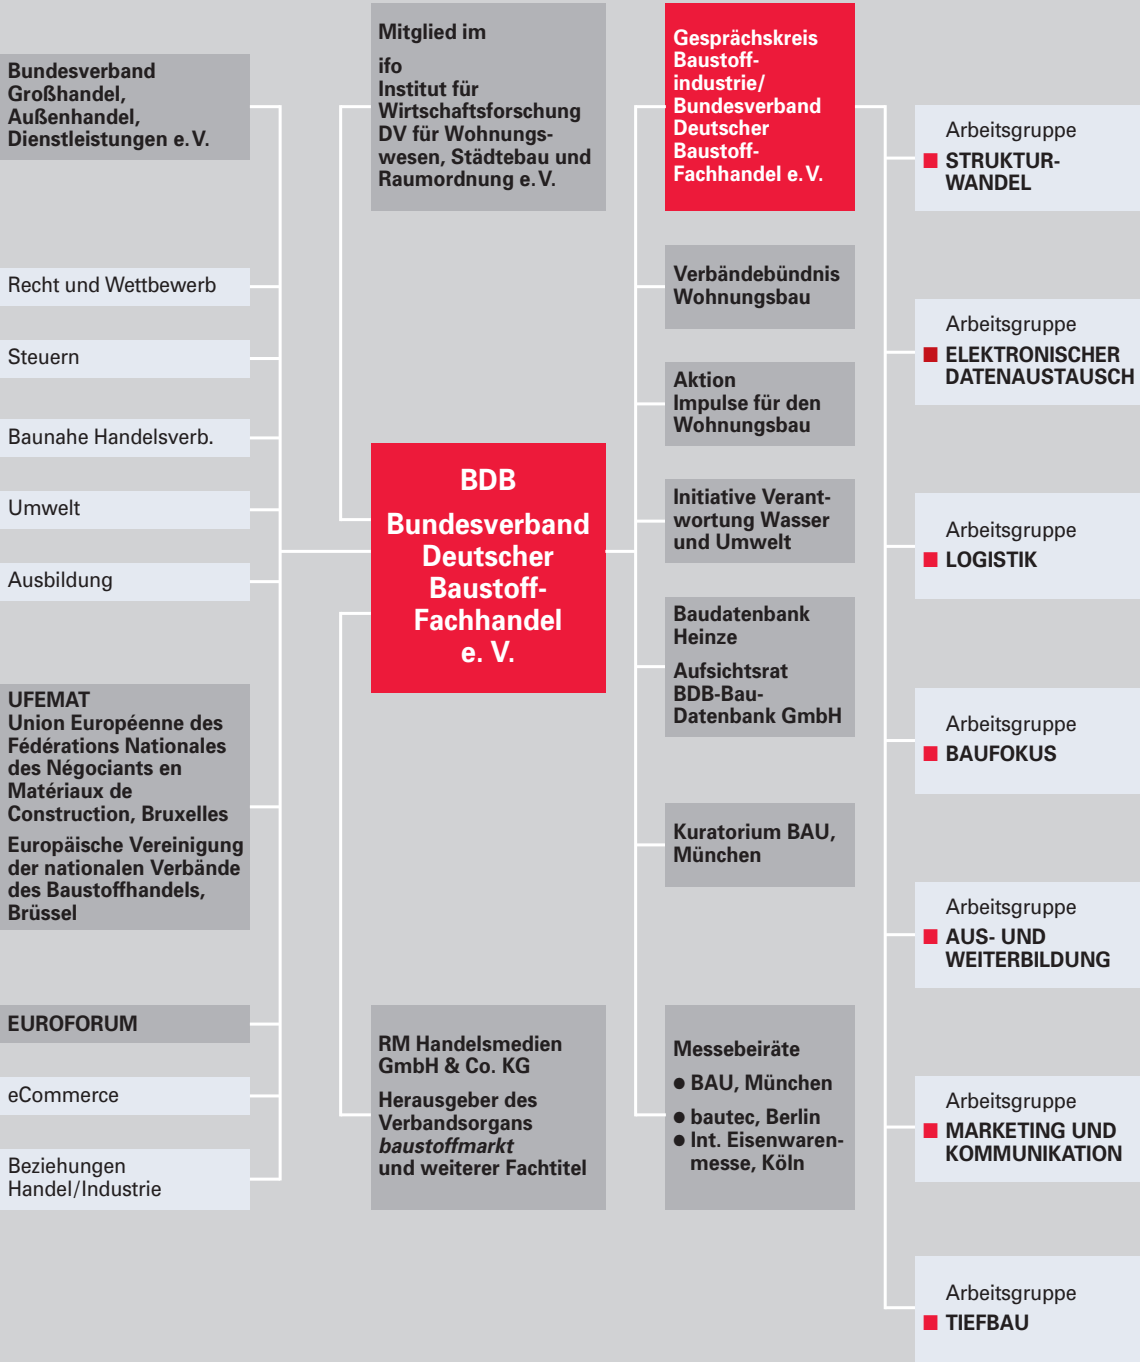 Bundesverband
Großhandel,
Außenhandel,
Dienstleistungen e.V.
Recht und Wettbewerb
Steuern
Baunahe Handelsverb.
Umwelt
Ausbildung
UFEMAT
Union Européenne des
Fédérations Nationales
des Négociants en
Matériaux de
Construction, Bruxelles
Europäische Vereinigung
der nationalen Verbände
des Baustoffhandels,
Brüssel
EUROFORUM
eCommerce
Beziehungen
Handel/Industrie
Mitglied im
ifo
Institut für
Wirtschaftsforschung
DV für Wohnungs-
wesen, Städtebau und
Raumordnung e.V.
BDB
Bundesverband
Deutscher
Baustoff-
Fachhandel
e. V.
RM Handelsmedien
GmbH & Co. KG
Herausgeber des
Verbandsorgans
baustoffmarkt
und weiterer Fachtitel
Gesprächskreis
Baustoff-
industrie/
Bundesverband
Deutscher
Baustoff-
Fachhandel e.V.
Verbändebündnis
Wohnungsbau
Aktion
Impulse für den
Wohnungsbau
Initiative Verant-
wortung Wasser
und Umwelt
Baudatenbank
Heinze
Aufsichtsrat
BDB-Bau-
Datenbank GmbH
Kuratorium BAU,
München
Messebeiräte
● BAU, München
● bautec, Berlin
● Int. Eisenwaren-
messe, Köln
Arbeitsgruppe
■ STRUKTUR-
WANDEL
Arbeitsgruppe
■ ELEKTRONISCHER
DATENAUSTAUSCH
Arbeitsgruppe
■ LOGISTIK
Arbeitsgruppe
■ BAUFOKUS
Arbeitsgruppe
■ AUS- UND
WEITERBILDUNG
Arbeitsgruppe
■ MARKETING UND
KOMMUNIKATION
Arbeitsgruppe
■ TIEFBAU